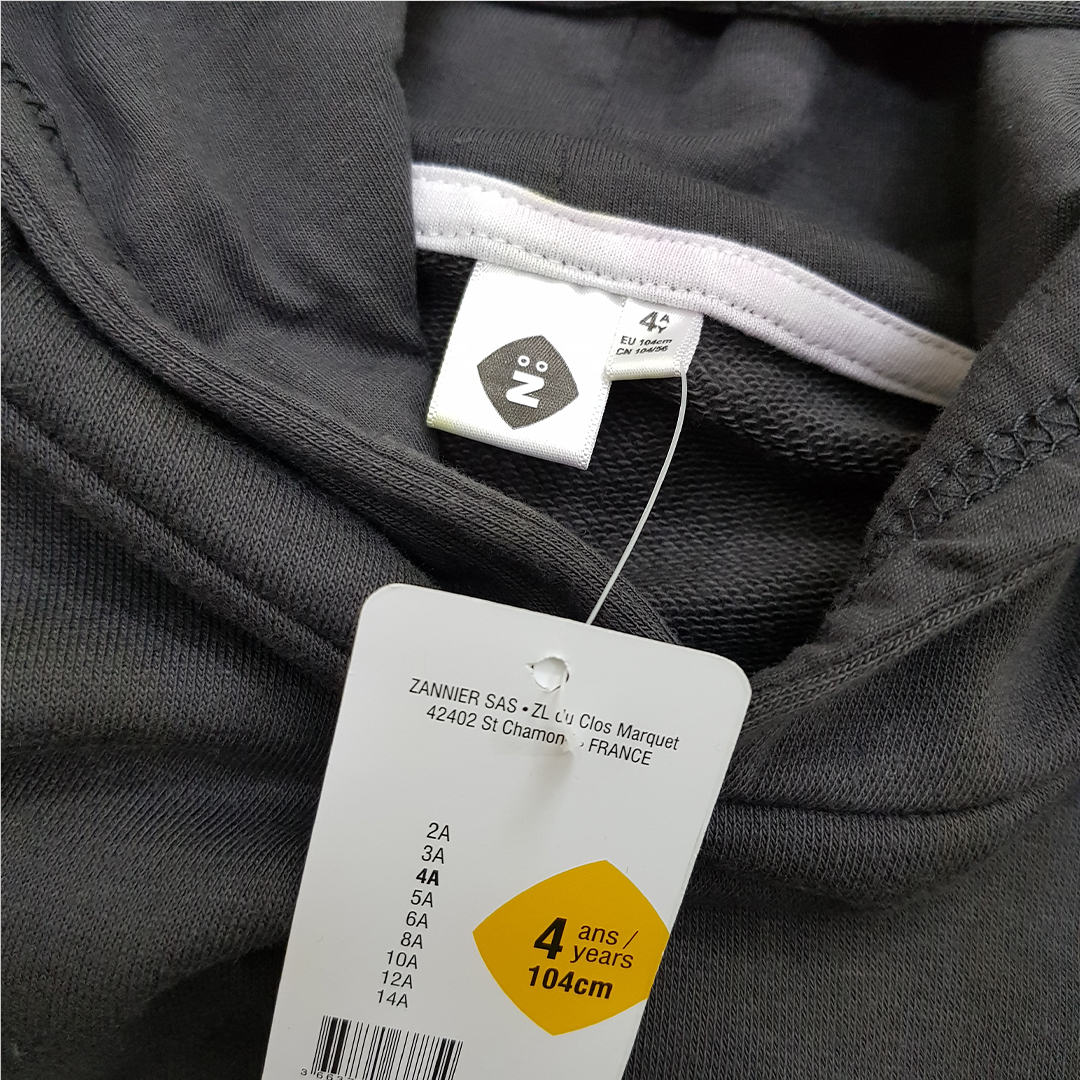 Z
4 A
Y
EU 104cm
CN 104/56
ZANNIER SAS • ZL du Clos Marquet
42402 St Chamond FRANCE
2A
3A
4A
5A
6A
8A
10A
12A
14A
4 ans /
years
104cm